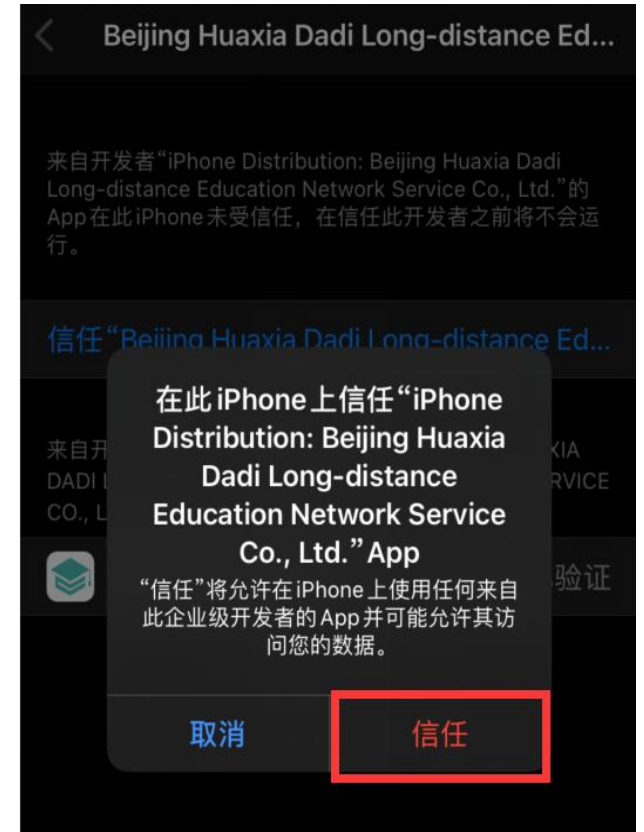 Beijing Huaxia Dadi Long-distance Ed...
来自开发者“iPhone Distribution: Beijing Huaxia Dadi
Long-distance Education Network Service Co., Ltd.”的
App在此iPhone未受信任，在信任此开发者之前将不会运
行。
信任“Beijing Huaxia Dadi Long-distance Ed...
来自开
XIA
DADI
RVICE
CO., L
验证
在此iPhone上信任“iPhone
Distribution: Beijing Huaxia
Dadi Long-distance
Education Network Service
Co., Ltd.”App
“信任”将允许在iPhone上使用任何来自
此企业级开发者的App并可能允许其访
问您的数据。
取消
信任